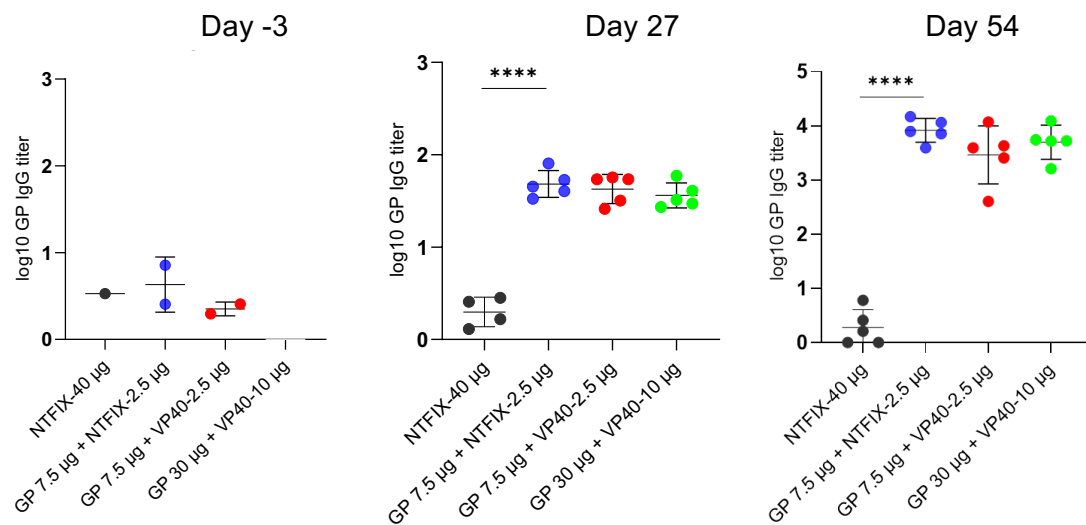 Day -3
3
2
1
0
log10 GP IgG titer
NTFIX-40 µg
GP 7.5 µg + NTFIX-2.5 µg
GP 7.5 µg + VP40-2.5 µg
GP 30 µg + VP40-10 µg
Day 27
3
2
1
0
log10 GP IgG titer
****
NTFIX-40 µg
GP 7.5 µg + NTFIX-2.5 µg
GP 7.5 µg + VP40-2.5 µg
GP 30 µg + VP40-10 µg
Day 54
5
4
3
2
1
0
log10 GP IgG titer
****
NTFIX-40 µg
GP 7.5 µg + NTFIX-2.5 µg
GP 7.5 µg + VP40-2.5 µg
GP 30 µg + VP40-10 µg